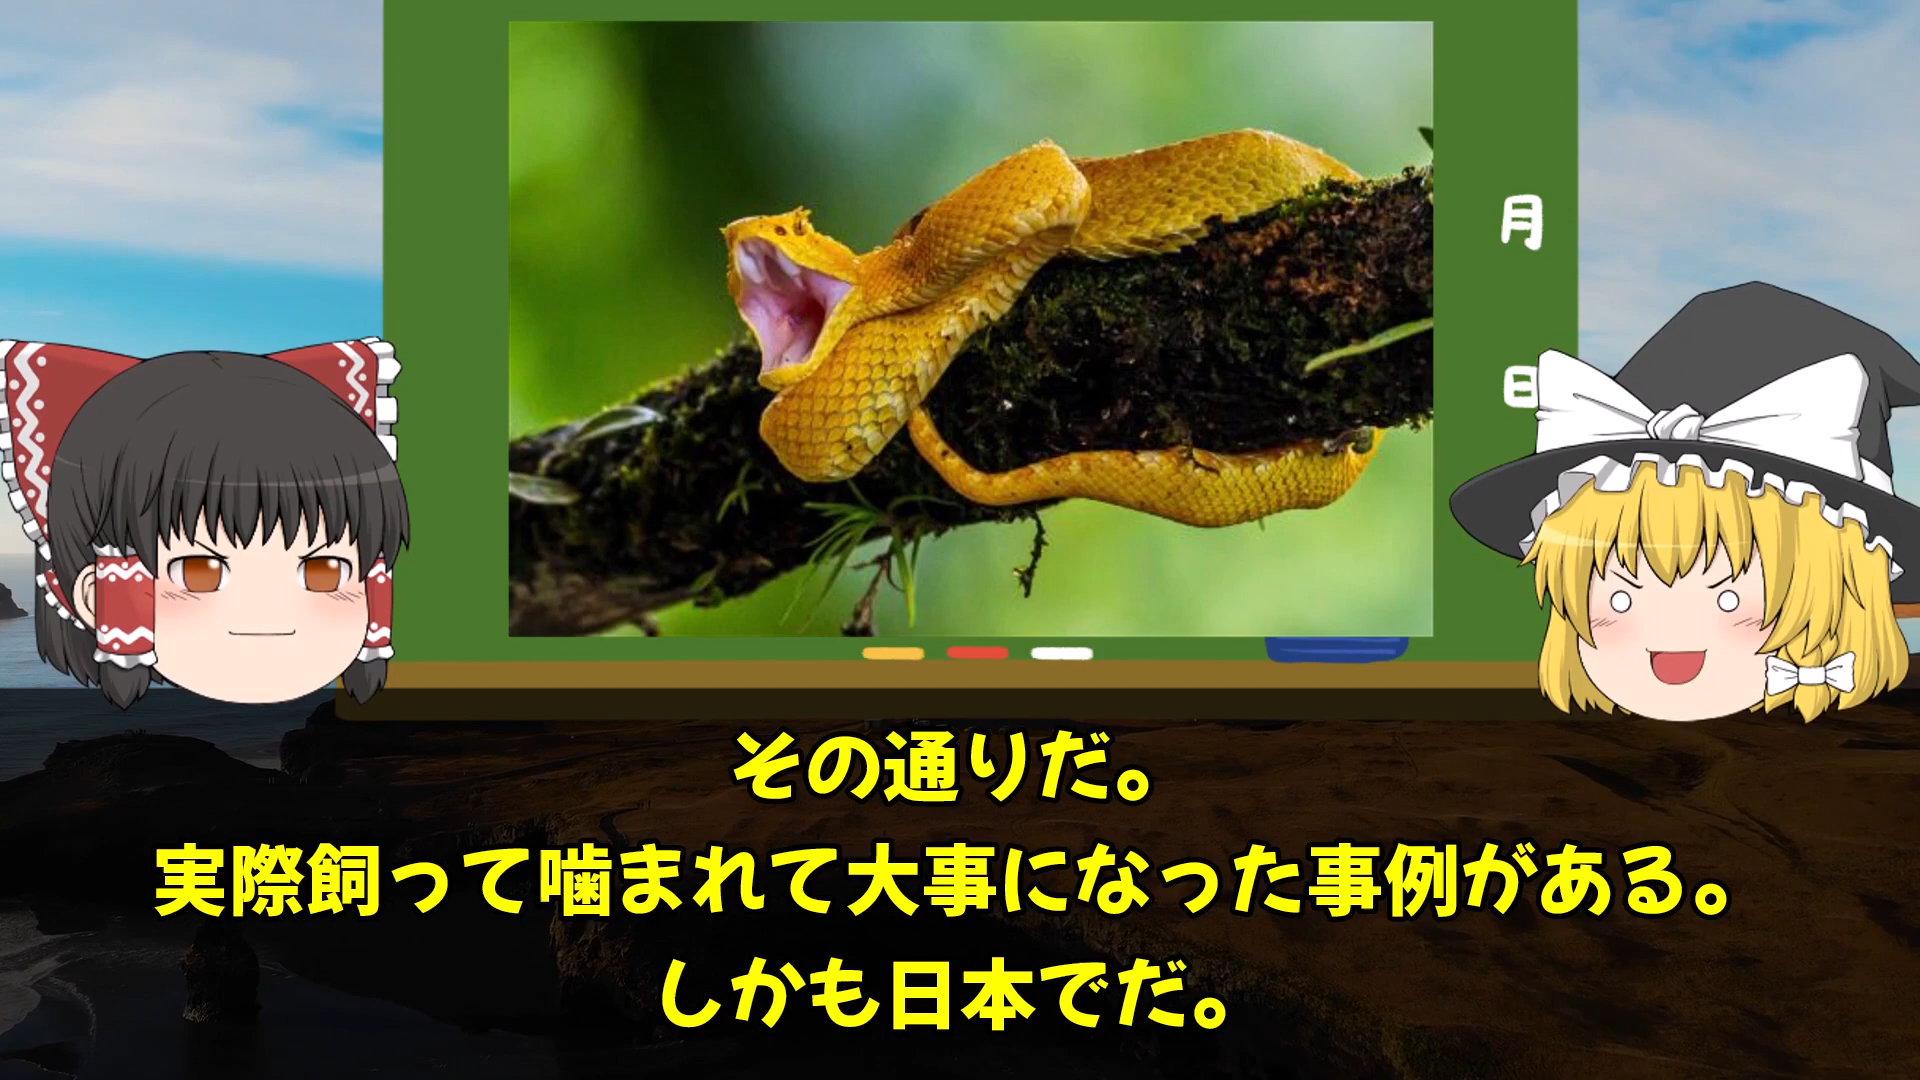 月
日
その通りだ。
実際飼って噛まれて大事になった事例がある。
しかも日本でだ。